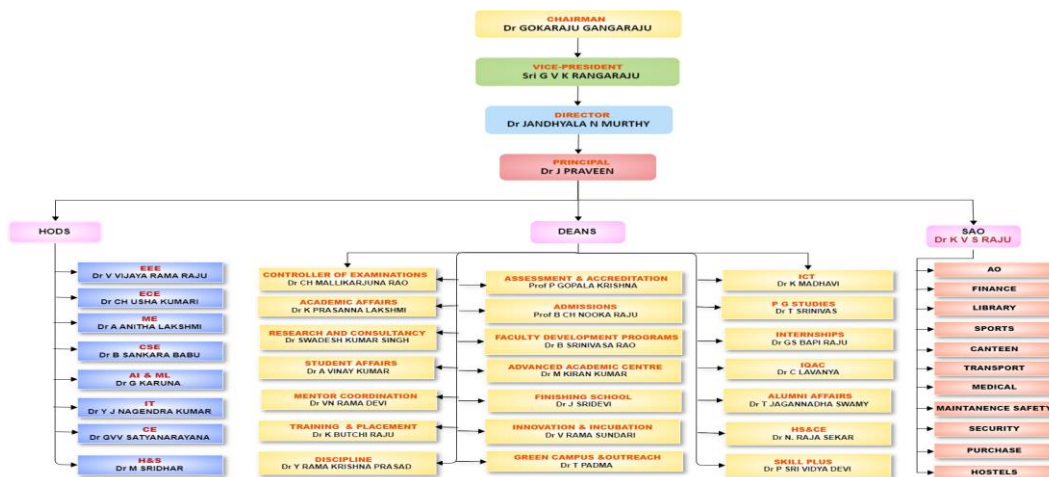 CHAIRMAN
Dr GOKARAJU GANGARAJU
VICE-PRESIDENT
Sri G V K RANGARAJU
DIRECTOR
Dr JANDHYALA N MURTHY
PRINCIPAL
Dr J PRAVEEN
HODS
EEE
Dr V VIJAYA RAMA RAJU
ECE
Dr CH USHA KUMARI
ME
Dr A ANITHA LAKSHMI
CSE
Dr B SANKARA BABU
AI & ML
Dr G KARUNA
IT
Dr Y J NAGENDRA KUMAR
CE
Dr GVV SATYANARAYANA
H&S
Dr M SRIDHAR
DEANS
CONTROLLER OF EXAMINATIONS
Dr CH MALLIKARJUNA RAO
ACADEMIC AFFAIRS
Dr K PRASANNA LAKSHMI
RESEARCH AND CONSULTANCY
Dr SWADESH KUMAR SINGH
STUDENT AFFAIRS
Dr A VINAY KUMAR
MENTOR COORDINATION
Dr VN RAMA DEVI
TRAINING & PLACEMENT
Dr K BUTCHI RAJU
DISCIPLINE
Dr Y RAMA KRISHNA PRASAD
ASSESSMENT & ACCREDITATION
Prof P GOPALA KRISHNA
ADMISSIONS
Prof B CH NOOKA RAJU
FACULTY DEVELOPMENT PROGRAMS
Dr B SRINIVASA RAO
ADVANCED ACADEMIC CENTRE
Dr M KIRAN KUMAR
FINISHING SCHOOL
Dr J SRIDEVI
INNOVATION & INCUBATION
Dr V RAMA SUNDARI
GREEN CAMPUS &OUTREACH
Dr T PADMA
ICT
Dr K MADHAVI
P G STUDIES
Dr T SRINIVAS
INTERNSHIPS
Dr GS BAPI RAJU
IQAC
Dr C LAVANYA
ALUMNI AFFAIRS
Dr T JAGANNADHA SWAMY
HS&CE
Dr N. RAJA SEKAR
SKILL PLUS
Dr P SRI VIDYA DEVI
SAO
Dr K V S RAJU
AO
FINANCE
LIBRARY
SPORTS
CANTEEN
TRANSPORT
MEDICAL
MAINTANENCE SAFETY
SECURITY
PURCHASE
HOSTELS